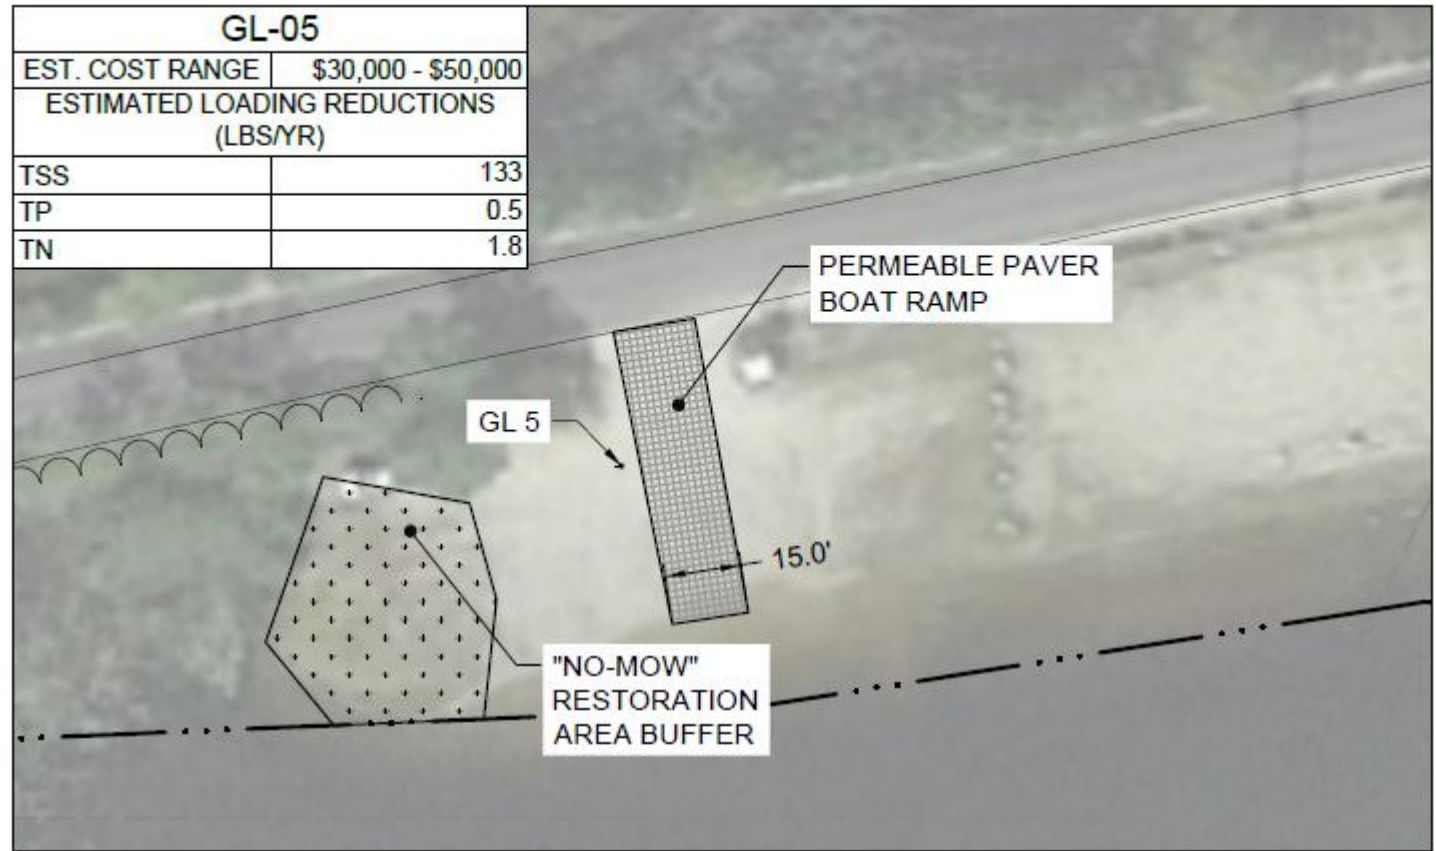 GL-05
EST. COST RANGE $30,000 - $50,000
ESTIMATED LOADING REDUCTIONS
(LBS/YR)
TSS 133
TP 0.5
TN 1.8
PERMEABLE PAVER
BOAT RAMP
GL 5
15.0'
"NO-MOW"
RESTORATION
AREA BUFFER